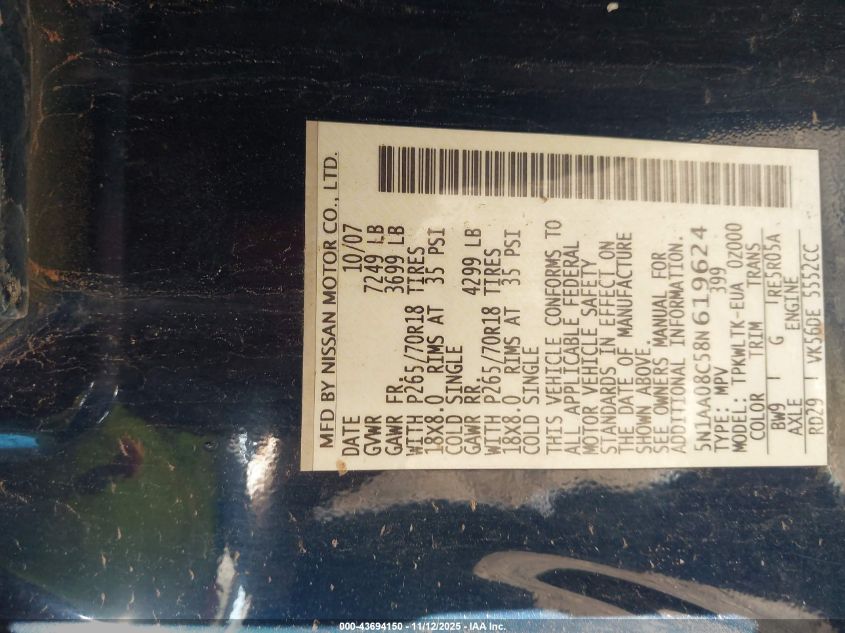 MFD BY NISSAN MOTOR CO., LTD.
DATE 10/07
GVWR 7249 LB
GAWR FR. 3699 LB
WITH P265/70R18 TIRES
18X8.0 RIMS AT 35 PSI
COLD SINGLE
GAWR RR. 4299 LB
WITH P265/70R18 TIRES
18X8.0 RIMS AT 35 PSI
COLD SINGLE
THIS VEHICLE CONFORMS TO
ALL APPLICABLE FEDERAL
MOTOR VEHICLE SAFETY
STANDARDS IN EFFECT ON
THE DATE OF MANUFACTURE
SHOWN ABOVE.
SEE OWNERS MANUAL FOR
ADDITIONAL INFORMATION.
5N1AA08C58N619624
TYPE: MPV 399
MODEL: TPKWLTK-EUA 0Z000
COLOR TRIM TRANS
BW9 G RE5R05A
AXLE ENGINE
RD29 VK56DE 5552CC
000-43694150 - 11/12/2025 - IAA Inc.